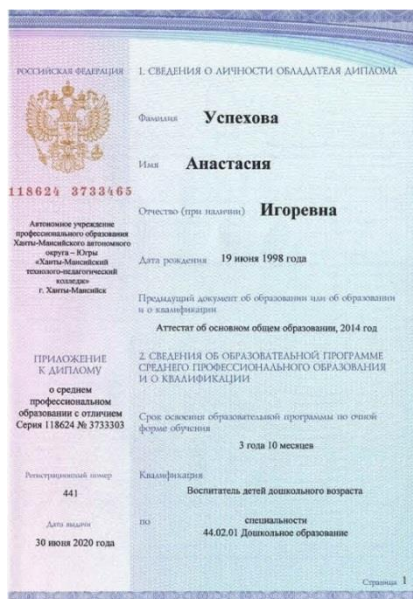 РОССИЙСКАЯ ФЕДЕРАЦИЯ
118624 3733465
Автономное учреждение
профессионального образования
Ханты-Мансийского автономного
округа – Югры
«Ханты-Мансийский
технолого-педагогический
колледж»
г. Ханты-Мансийск
ПРИЛОЖЕНИЕ
К ДИПЛОМУ
о среднем
профессиональном
образовании с отличием
Серия 118624 № 3733303
Регистрационный номер
441
Дата выдачи
30 июня 2020 года
1. СВЕДЕНИЯ О ЛИЧНОСТИ ОБЛАДАТЕЛЯ ДИПЛОМА
Фамилия Успехова
Имя Анастасия
Отчество (при наличии) Игоревна
Дата рождения 19 июня 1998 года
Предыдущий документ об образовании или об образовании
и о квалификации
Аттестат об основном общем образовании, 2014 год
2. СВЕДЕНИЯ ОБ ОБРАЗОВАТЕЛЬНОЙ ПРОГРАММЕ
СРЕДНЕГО ПРОФЕССИОНАЛЬНОГО ОБРАЗОВАНИЯ
И О КВАЛИФИКАЦИИ
Срок освоения образовательной программы по очной
форме обучения
3 года 10 месяцев
Квалификация
Воспитатель детей дошкольного возраста
по специальности
44.02.01 Дошкольное образование
Страница 1